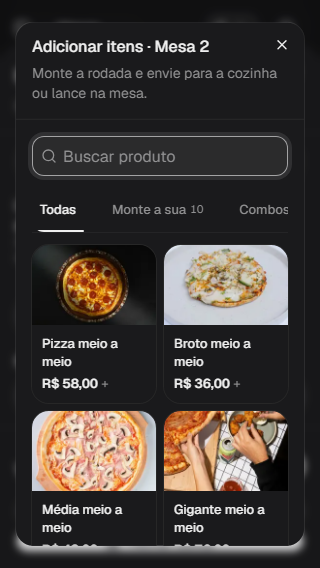 Adicionar itens · Mesa 2
Monte a rodada e envie para a cozinha
ou lance na mesa.
Buscar produto
Todas
Monte a sua 10
Combos
Pizza meio a
meio
R$ 58,00 +
Broto meio a
meio
R$ 36,00 +
Média meio a
meio
Gigante meio a
meio